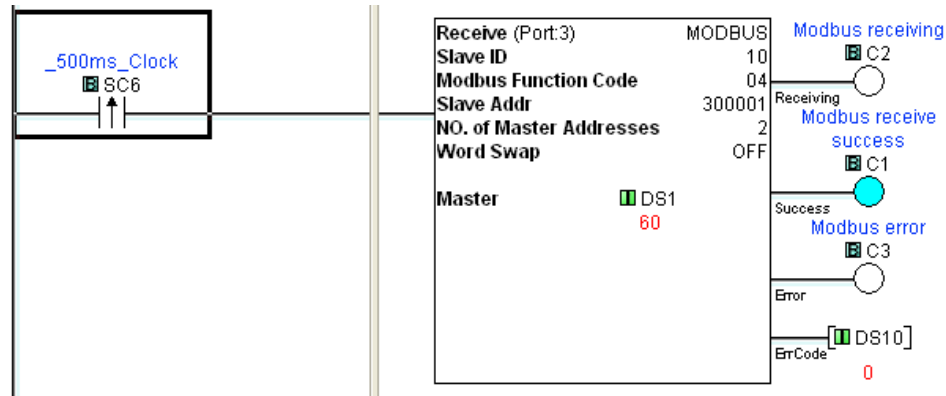 _500ms_Clock
B SC6
Receive (Port:3) MODBUS
Slave ID 10
Modbus Function Code 04
Slave Addr 300001
NO. of Master Addresses 2
Word Swap OFF
Master DS1
60
Modbus receiving
B C2
Receiving
Modbus receive
success
B C1
Success
Modbus error
B C3
Error
DS10
ErrCode
0